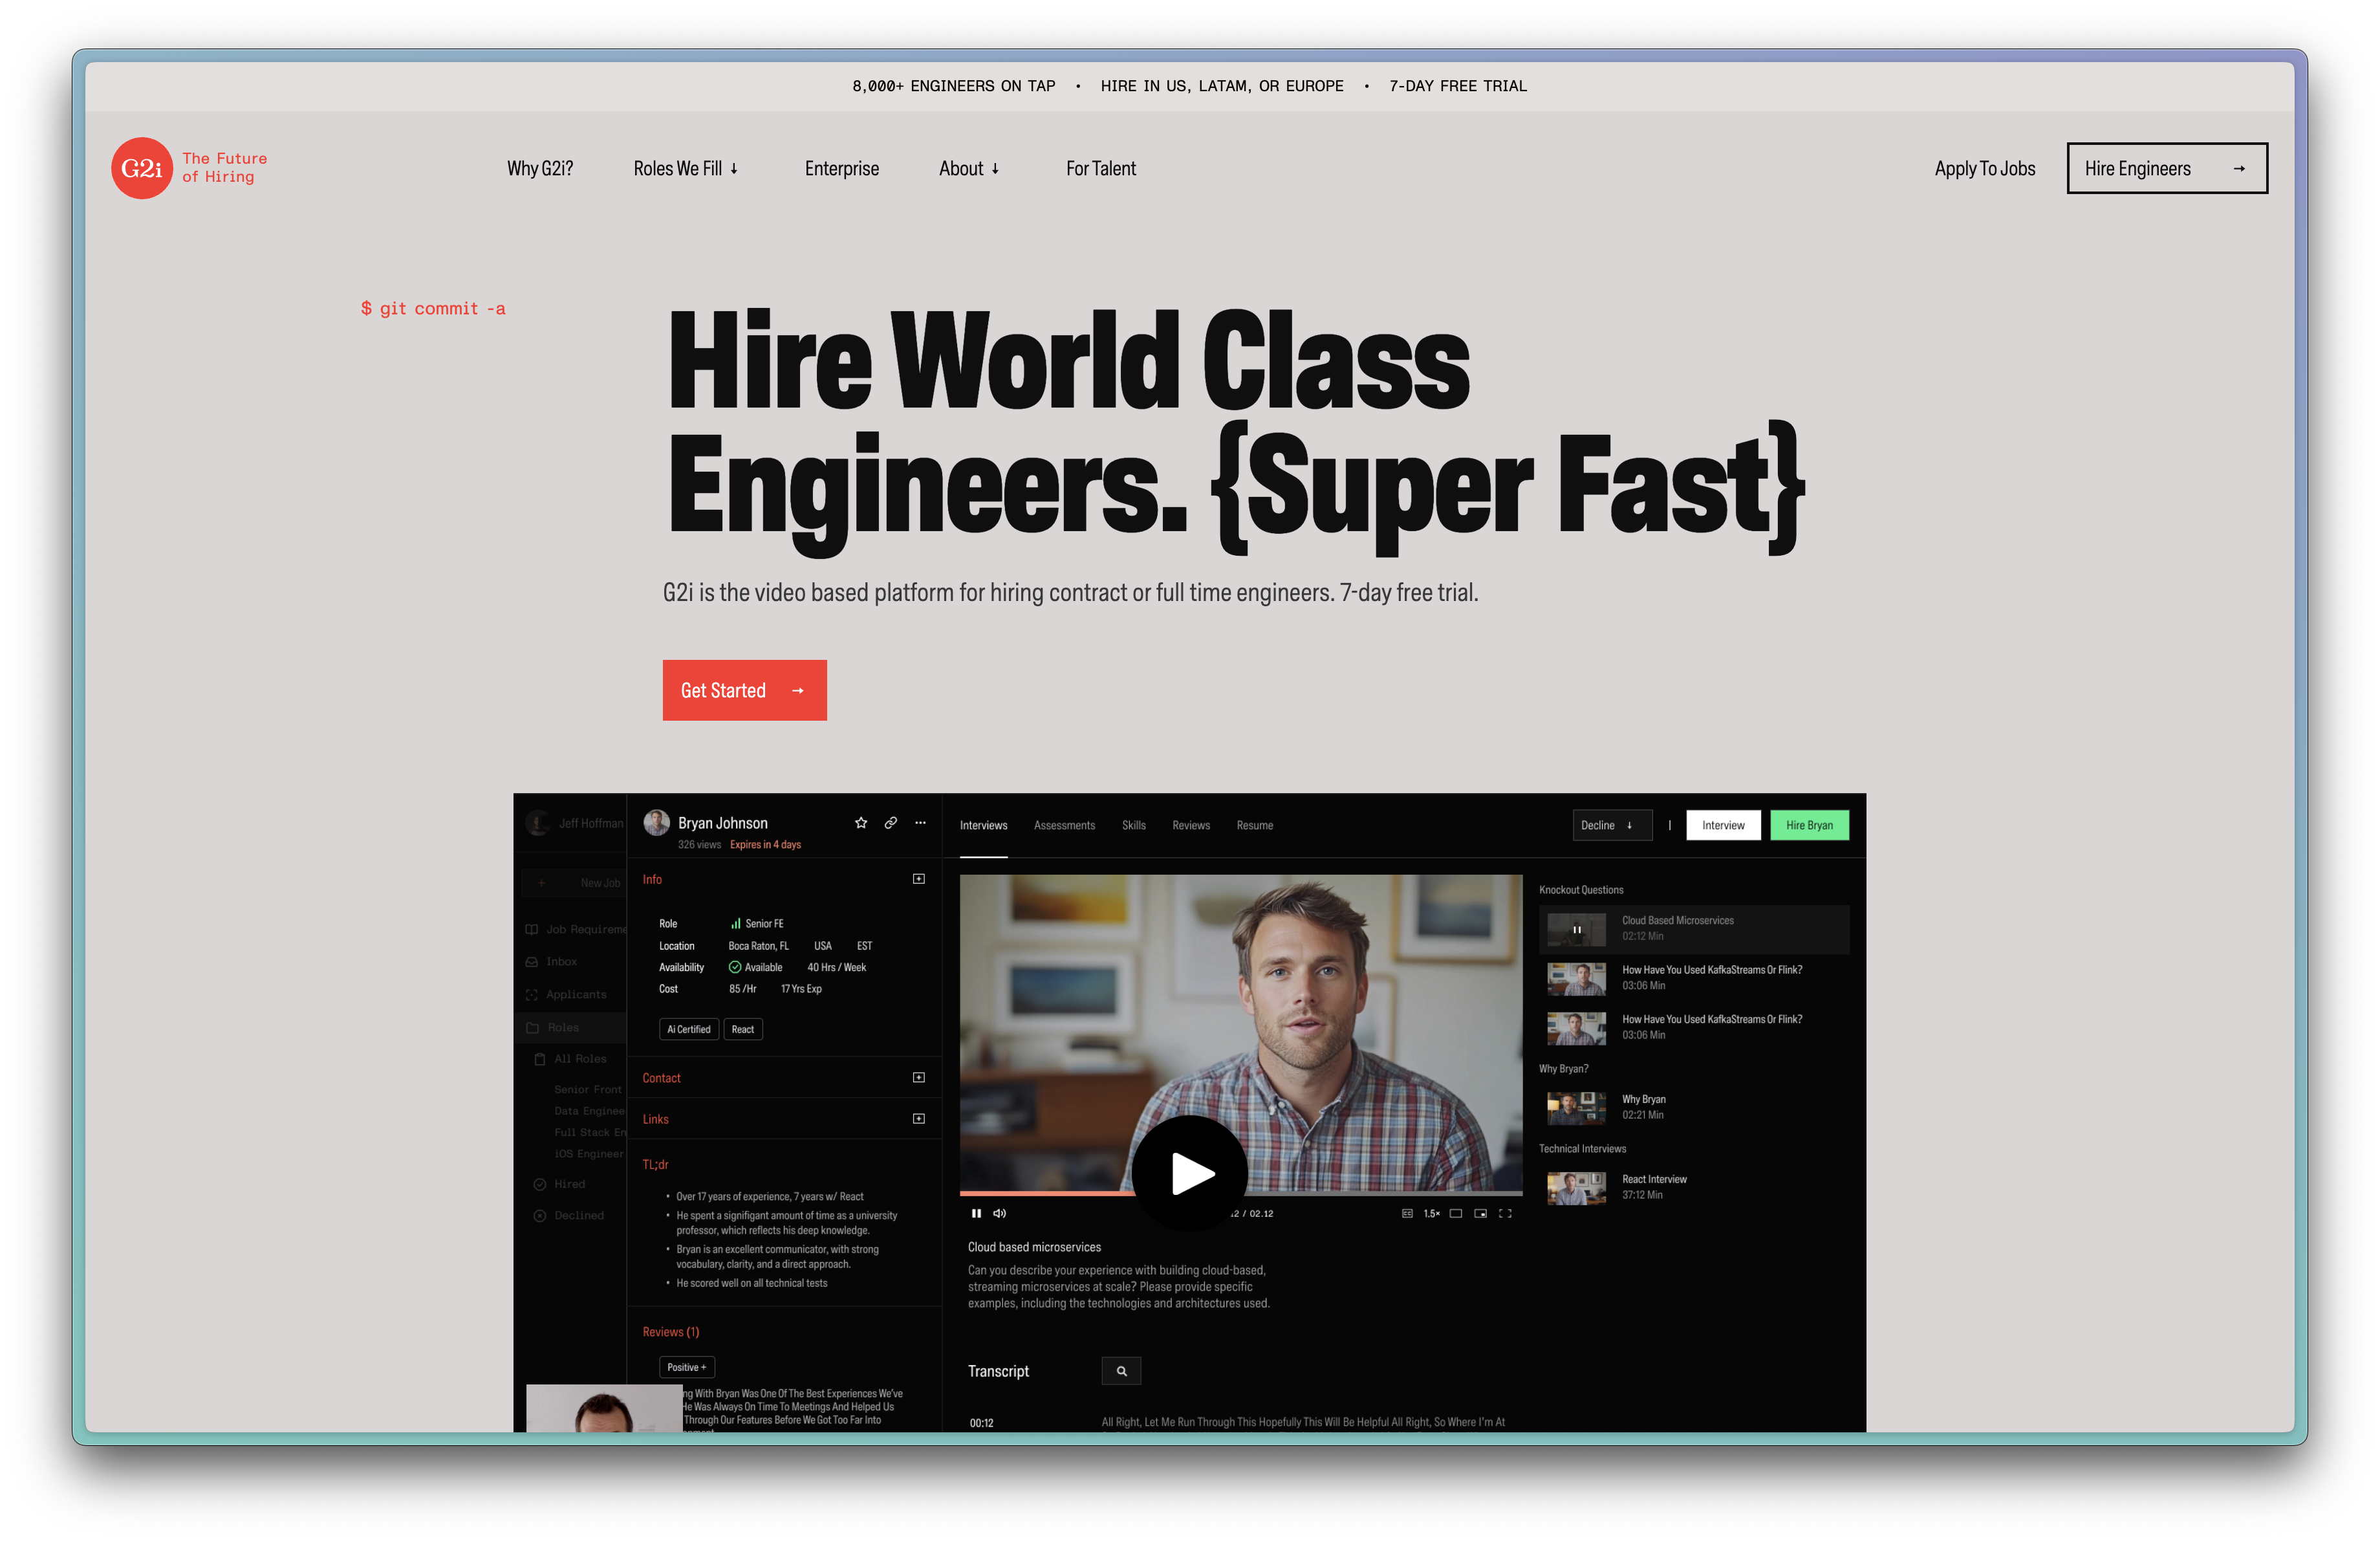 8,000+ ENGINEERS ON TAP • HIRE IN US, LATAM, OR EUROPE • 7-DAY FREE TRIAL
G2i
The Future
of Hiring
Why G2i?
Roles We Fill ↓
Enterprise
About ↓
For Talent
Apply To Jobs
Hire Engineers →
$ git commit -a
Hire World Class
Engineers. {Super Fast}
G2i is the video based platform for hiring contract or full time engineers. 7-day free trial.
Get Started →
Jeff Hoffman
+ New Job
Inbox
Applicants
Roles
All Roles
Senior Front
Full Stack
iOS Engineer
Hired
Declined
Bryan Johnson
326 views Expires in 4 days
Info
Role Senior FE
Location Boca Raton, FL USA EST
Availability Available 40 Hrs / Week
Cost 85 /Hr 17 Yrs Exp
Ai Certified React
Contact
Links
TL;dr
• Over 17 years of experience, 7 years w/ React
• He spent a signifigant amount of time as a university
professor, which reflects his deep knowledge.
• Bryan is an excellent communicator, with strong
vocabulary, clarity, and a direct approach.
• He scored well on all technical tests
Reviews (1)
Positive +
With Bryan Was One Of The Best Experiences We've
He Was Always On Time To Meetings And Helped Us
Through Our Features Before We Got Too Far Into
Interviews Assessments Skills Reviews Resume
Decline ↓ | Interview Hire Bryan
/ 02.12
CC 1.5×
Cloud based microservices
Can you describe your experience with building cloud-based,
streaming microservices at scale? Please provide specific
examples, including the technologies and architectures used.
Transcript
00:12 All Right, Let Me Run Through This Hopefully This Will Be Helpful All Right, So Where I'm At
Knockout Questions
Cloud Based Microservices
02:12 Min
How Have You Used KafkaStreams Or Flink?
03:06 Min
How Have You Used KafkaStreams Or Flink?
03:06 Min
Why Bryan?
Why Bryan
02:21 Min
Technical Interviews
React Interview
37:12 Min